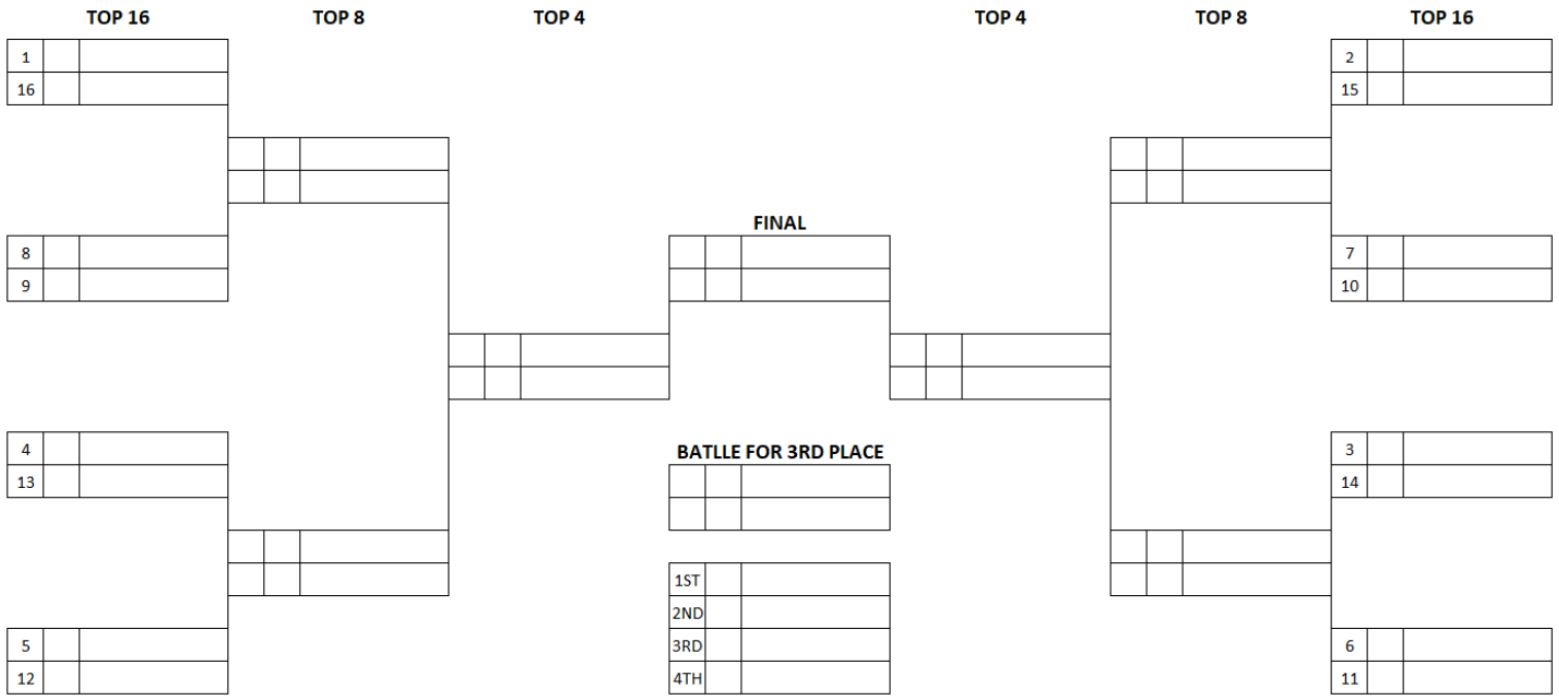 TOP 16 TOP 8 TOP 4 TOP 4 TOP 8 TOP 16
1 2
16 15
FINAL
8 7
9 10
4 3
BATLLE FOR 3RD PLACE
13 14
1ST
2ND
5 3RD 6
12 4TH 11